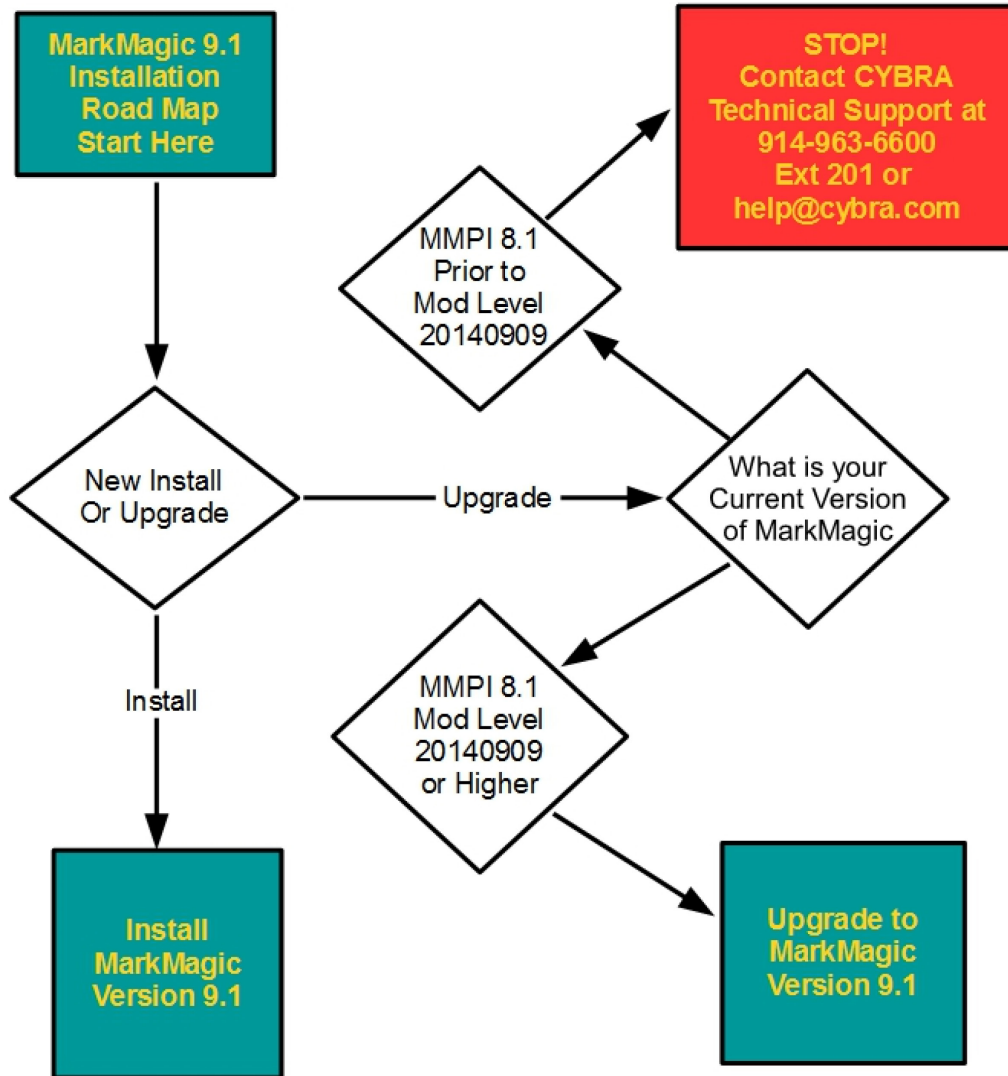 MarkMagic 9.1
Installation
Road Map
Start Here
STOP!
Contact CYBRA
Technical Support at
914-963-6600
Ext 201 or
help@cybra.com
MMPI 8.1
Prior to
Mod Level
20140909
New Install
Or Upgrade
Upgrade
What is your
Current Version
of MarkMagic
Install
MMPI 8.1
Mod Level
20140909
or Higher
Install
MarkMagic
Version 9.1
Upgrade to
MarkMagic
Version 9.1